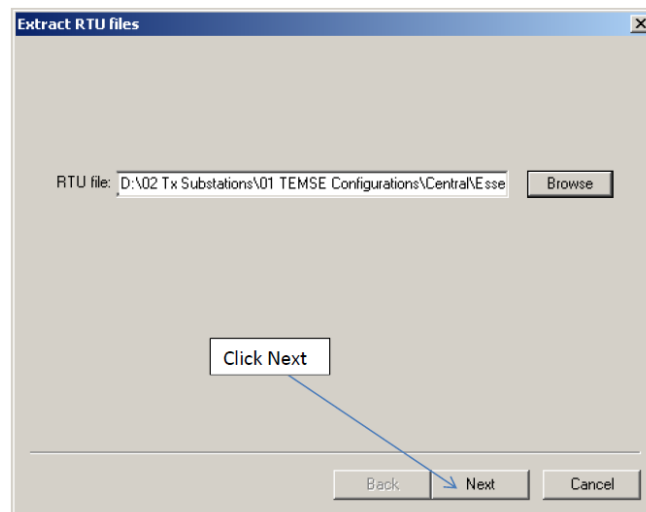 Extract RTU files
RTU file: D:\02 Tx Substations\01 TEMSE Configurations\Central\Esse Browse
Click Next
Back Next Cancel